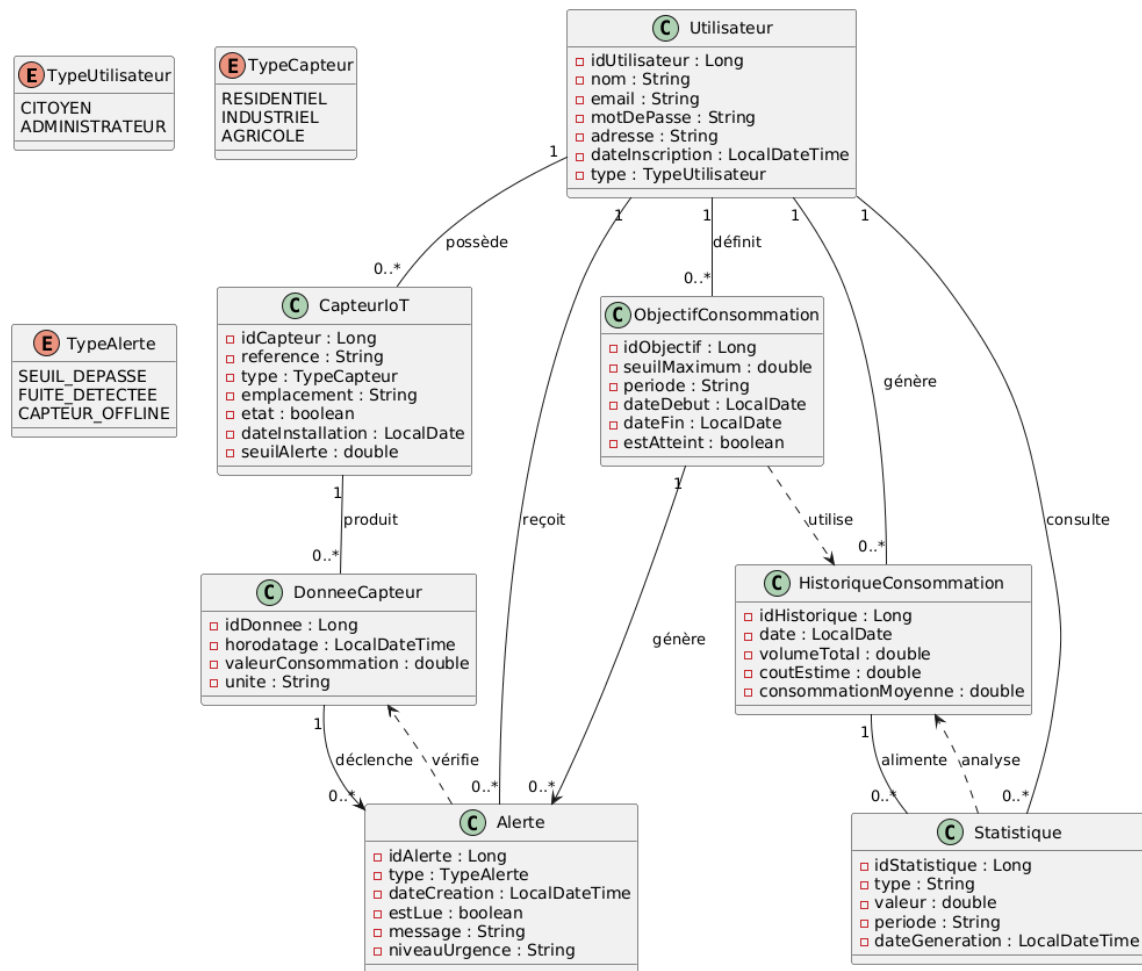 E TypeUtilisateur
CITOYEN
ADMINISTRATEUR
E TypeCapteur
RESIDENTIEL
INDUSTRIEL
AGRICOLE
C Utilisateur
idUtilisateur : Long
nom : String
email : String
motDePasse : String
adresse : String
dateInscription : LocalDateTime
type : TypeUtilisateur
1
1
1
1
1
possède
définit
0..*
0..*
E TypeAlerte
SEUIL_DEPASSE
FUITE_DETECTEE
CAPTEUR_OFFLINE
C CapteurIoT
idCapteur : Long
reference : String
type : TypeCapteur
emplacement : String
etat : boolean
dateInstallation : LocalDate
seuilAlerte : double
C ObjectifConsommation
idObjectif : Long
seuilMaximum : double
periode : String
dateDebut : LocalDate
dateFin : LocalDate
estAtteint : boolean
génère
1
1
produit
reçoit
utilise
consulte
0..*
0..*
C DonneeCapteur
idDonnee : Long
horodatage : LocalDateTime
valeurConsommation : double
unite : String
génère
C HistoriqueConsommation
idHistorique : Long
date : LocalDate
volumeTotal : double
coutEstime : double
consommationMoyenne : double
1
1
déclenche
vérifie
alimente
analyse
0..*
0..*
0..*
0..*
0..*
C Alerte
idAlerte : Long
type : TypeAlerte
dateCreation : LocalDateTime
estLue : boolean
message : String
niveauUrgence : String
C Statistique
idStatistique : Long
type : String
valeur : double
periode : String
dateGeneration : LocalDateTime